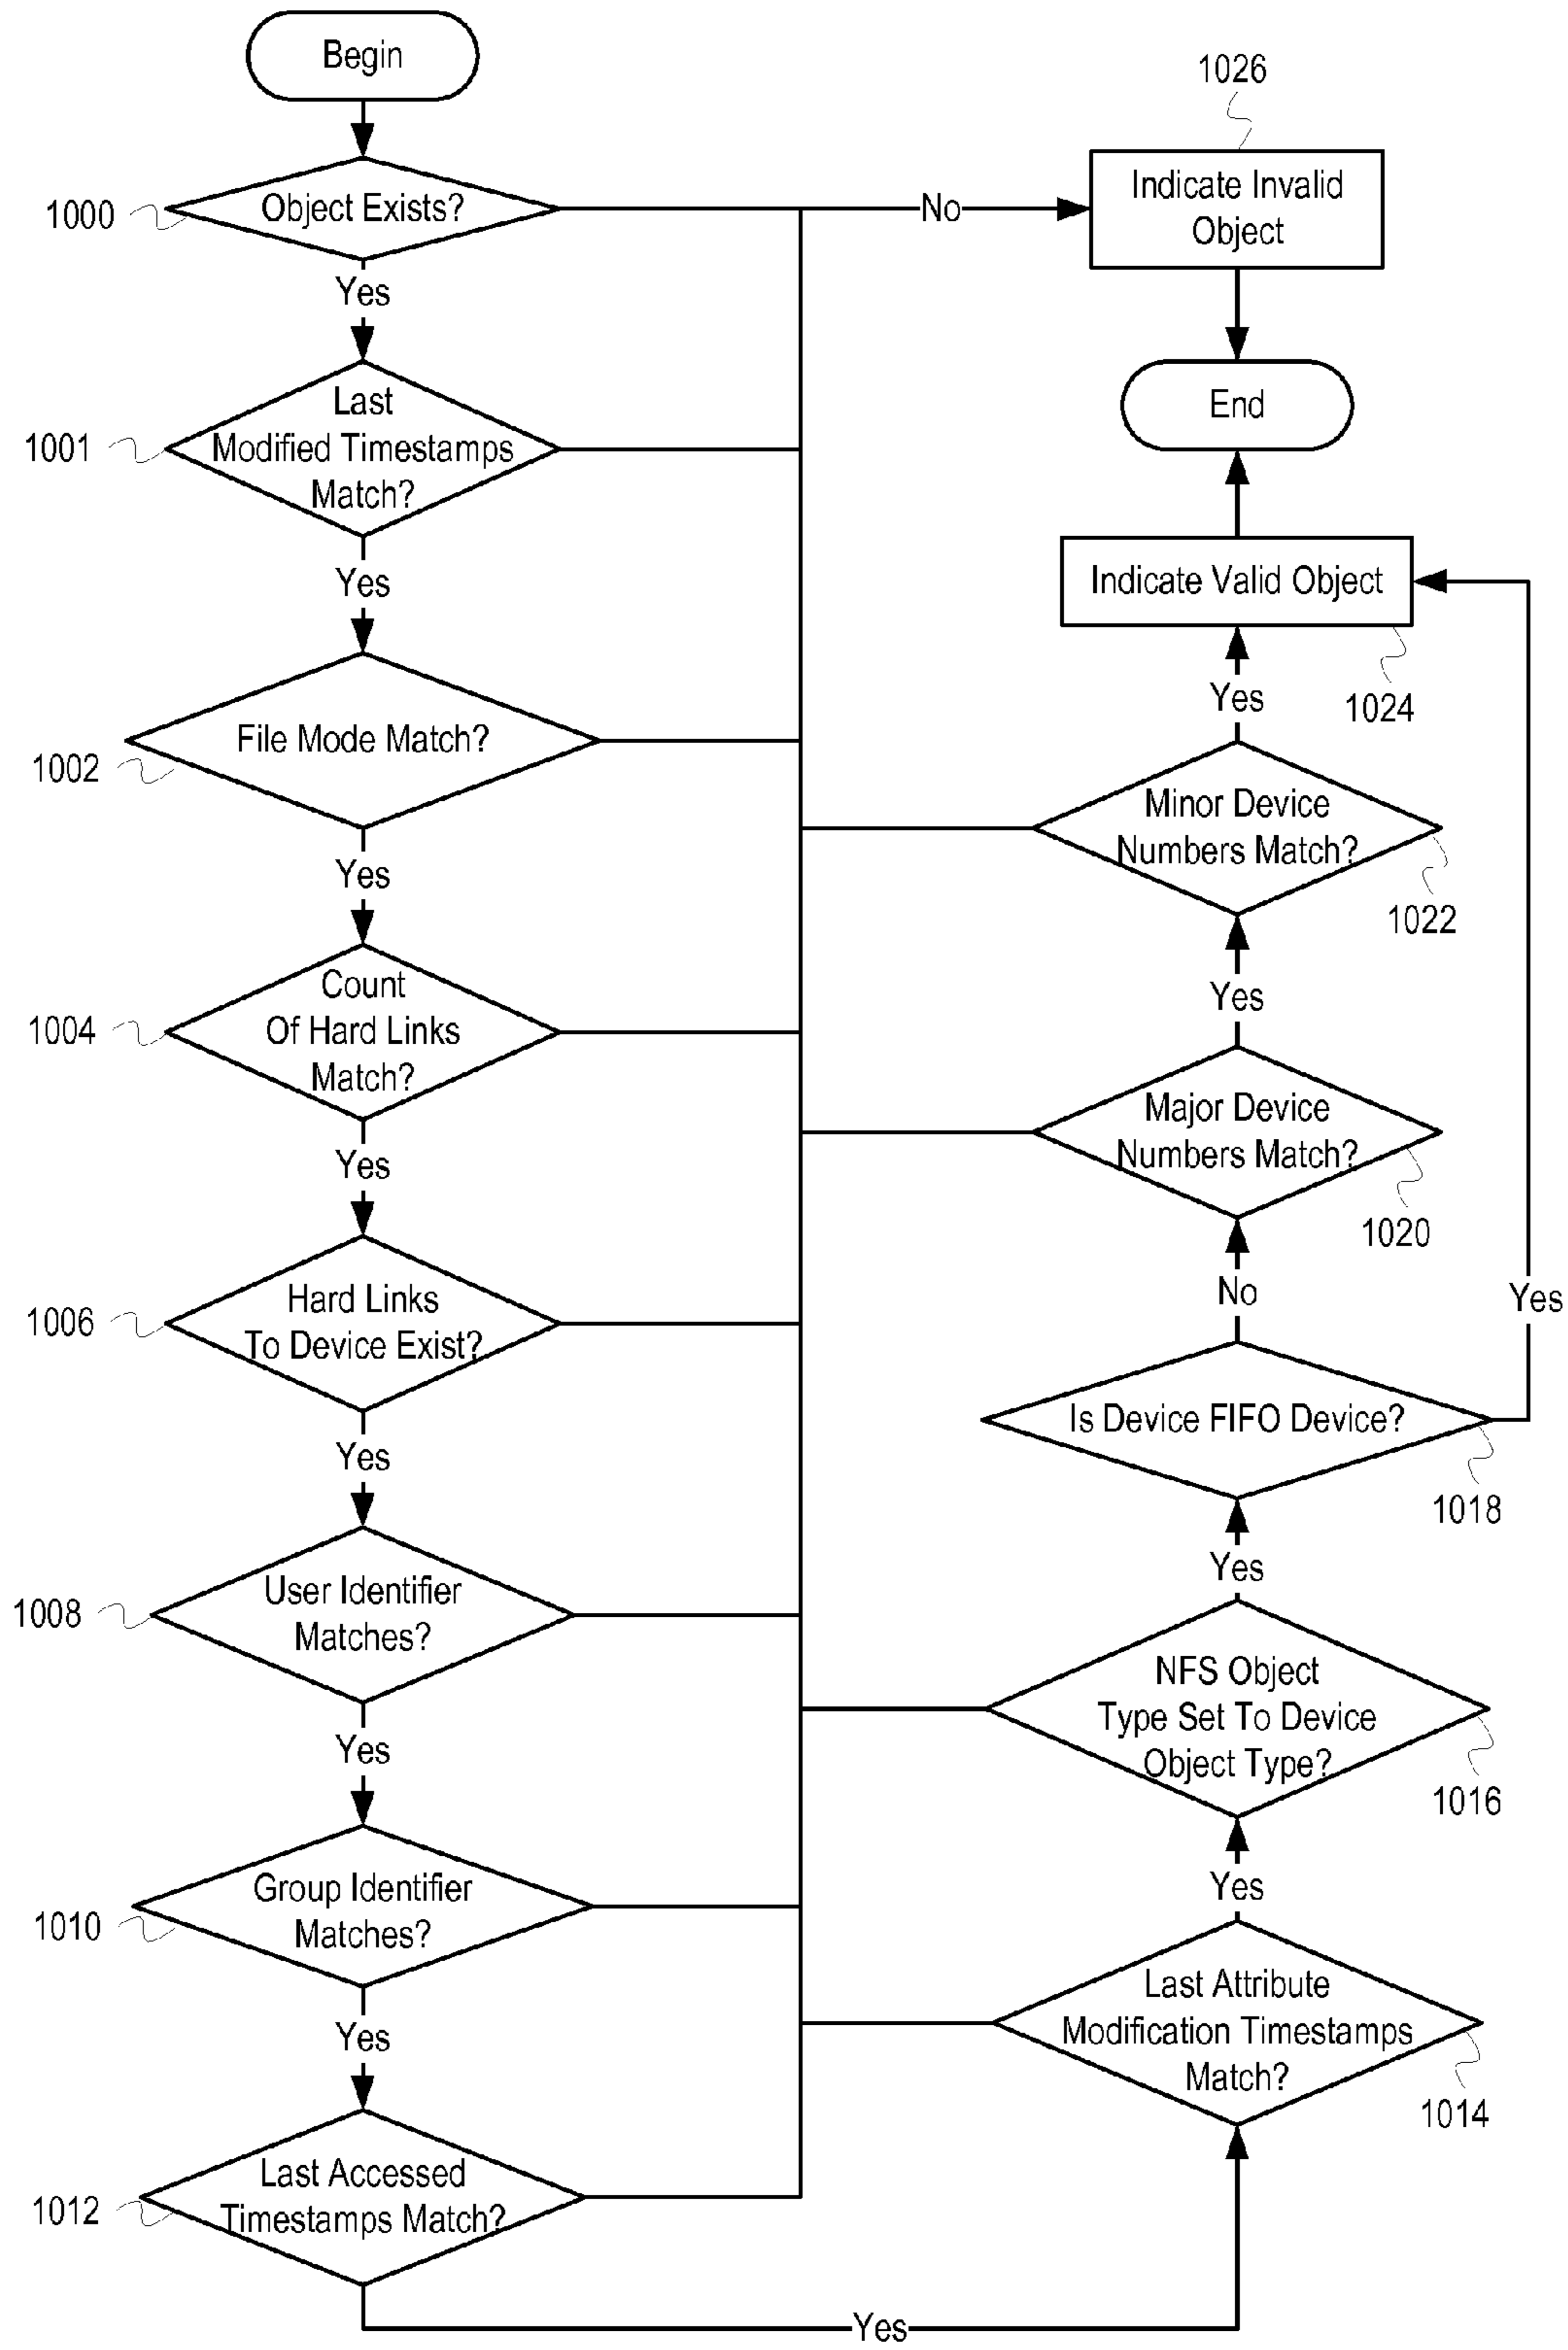 Begin
1000
Object Exists?
No
1026
Indicate Invalid
Object
Yes
End
1001
Last
Modified Timestamps
Match?
Yes
Indicate Valid Object
1024
1002
File Mode Match?
Yes
Yes
Minor Device
Numbers Match?
1022
1004
Count
Of Hard Links
Match?
Yes
Yes
Major Device
Numbers Match?
1020
1006
Hard Links
To Device Exist?
No
Yes
Yes
Is Device FIFO Device?
1018
1008
User Identifier
Matches?
Yes
Yes
NFS Object
Type Set To Device
Object Type?
1016
1010
Group Identifier
Matches?
Yes
Yes
Last Attribute
Modification Timestamps
Match?
1014
1012
Last Accessed
Timestamps Match?
Yes